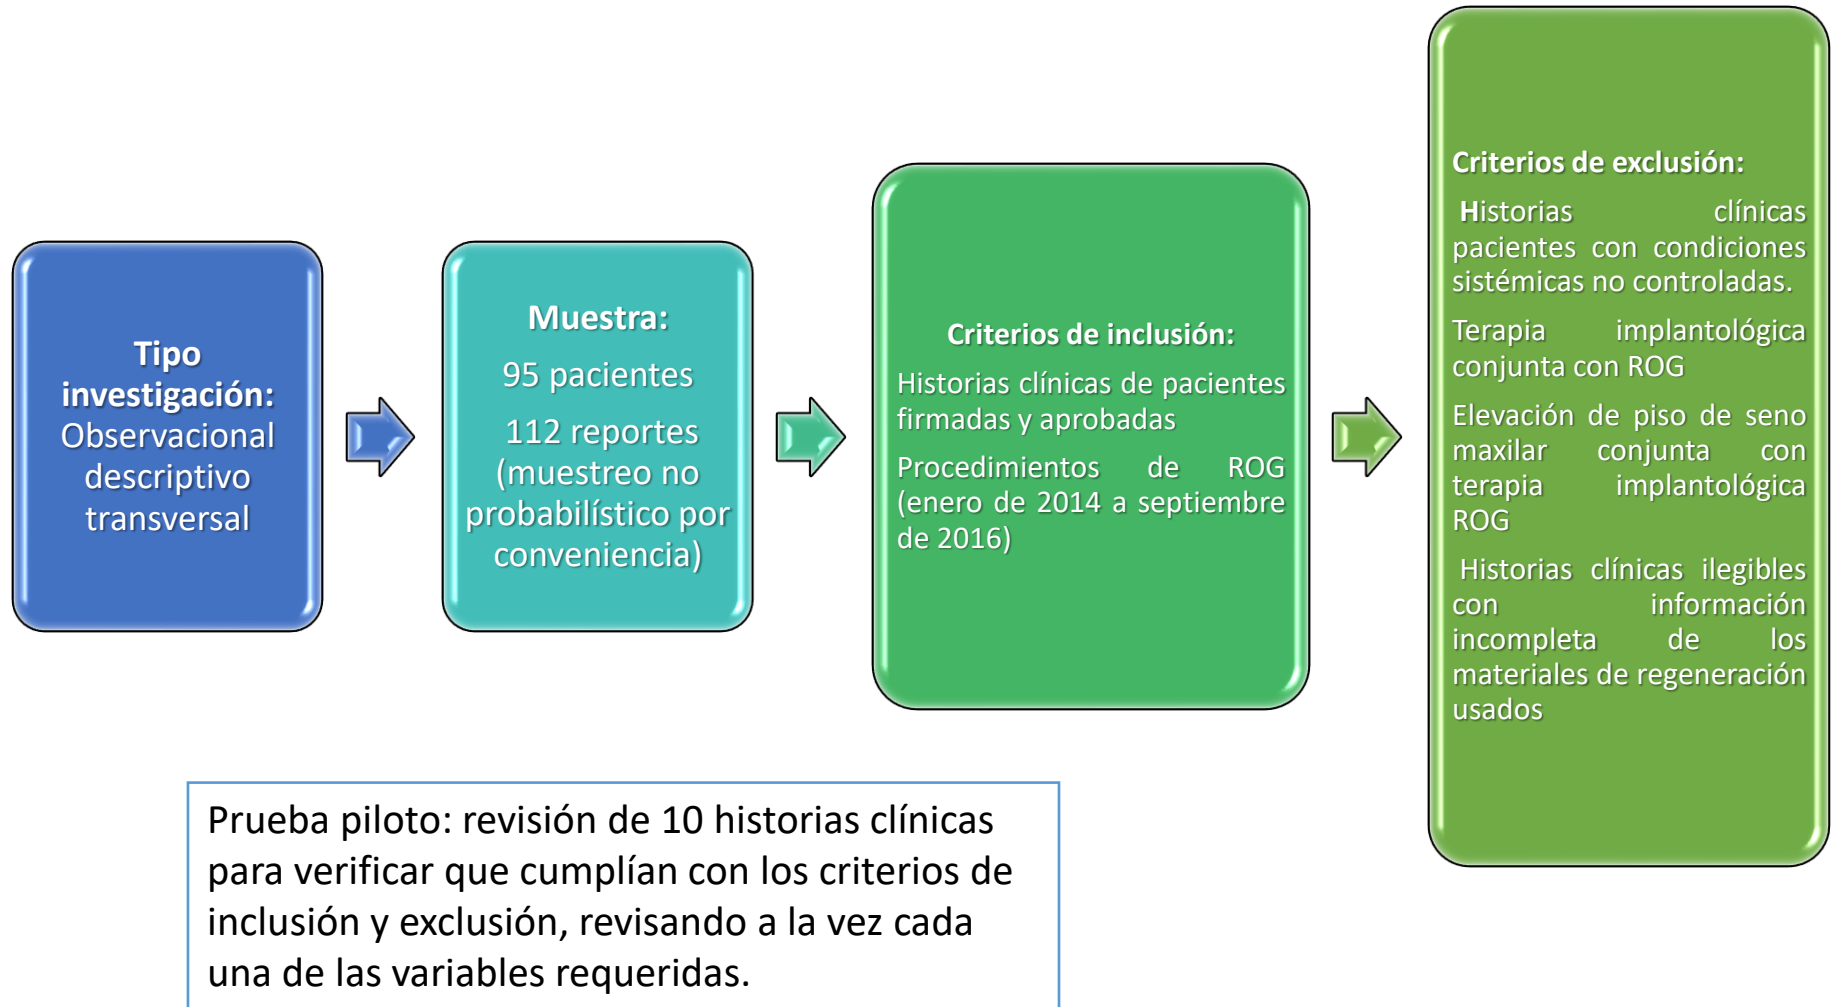 Tipo
investigación:
Observacional
descriptivo
transversal
Muestra:
95 pacientes
112 reportes
(muestreo no
probabilístico por
conveniencia)
Criterios de inclusión:
Historias clínicas de pacientes
firmadas y aprobadas
Procedimientos de ROG
(enero de 2014 a septiembre
de 2016)
Criterios de exclusión:
Historias clínicas
pacientes con condiciones
sistémicas no controladas.
Terapia implantológica
conjunta con ROG
Elevación de piso de seno
maxilar conjunta con
terapia implantológica
ROG
Historias clínicas ilegibles
con información
incompleta de los
materiales de regeneración
usados
Prueba piloto: revisión de 10 historias clínicas
para verificar que cumplían con los criterios de
inclusión y exclusión, revisando a la vez cada
una de las variables requeridas.